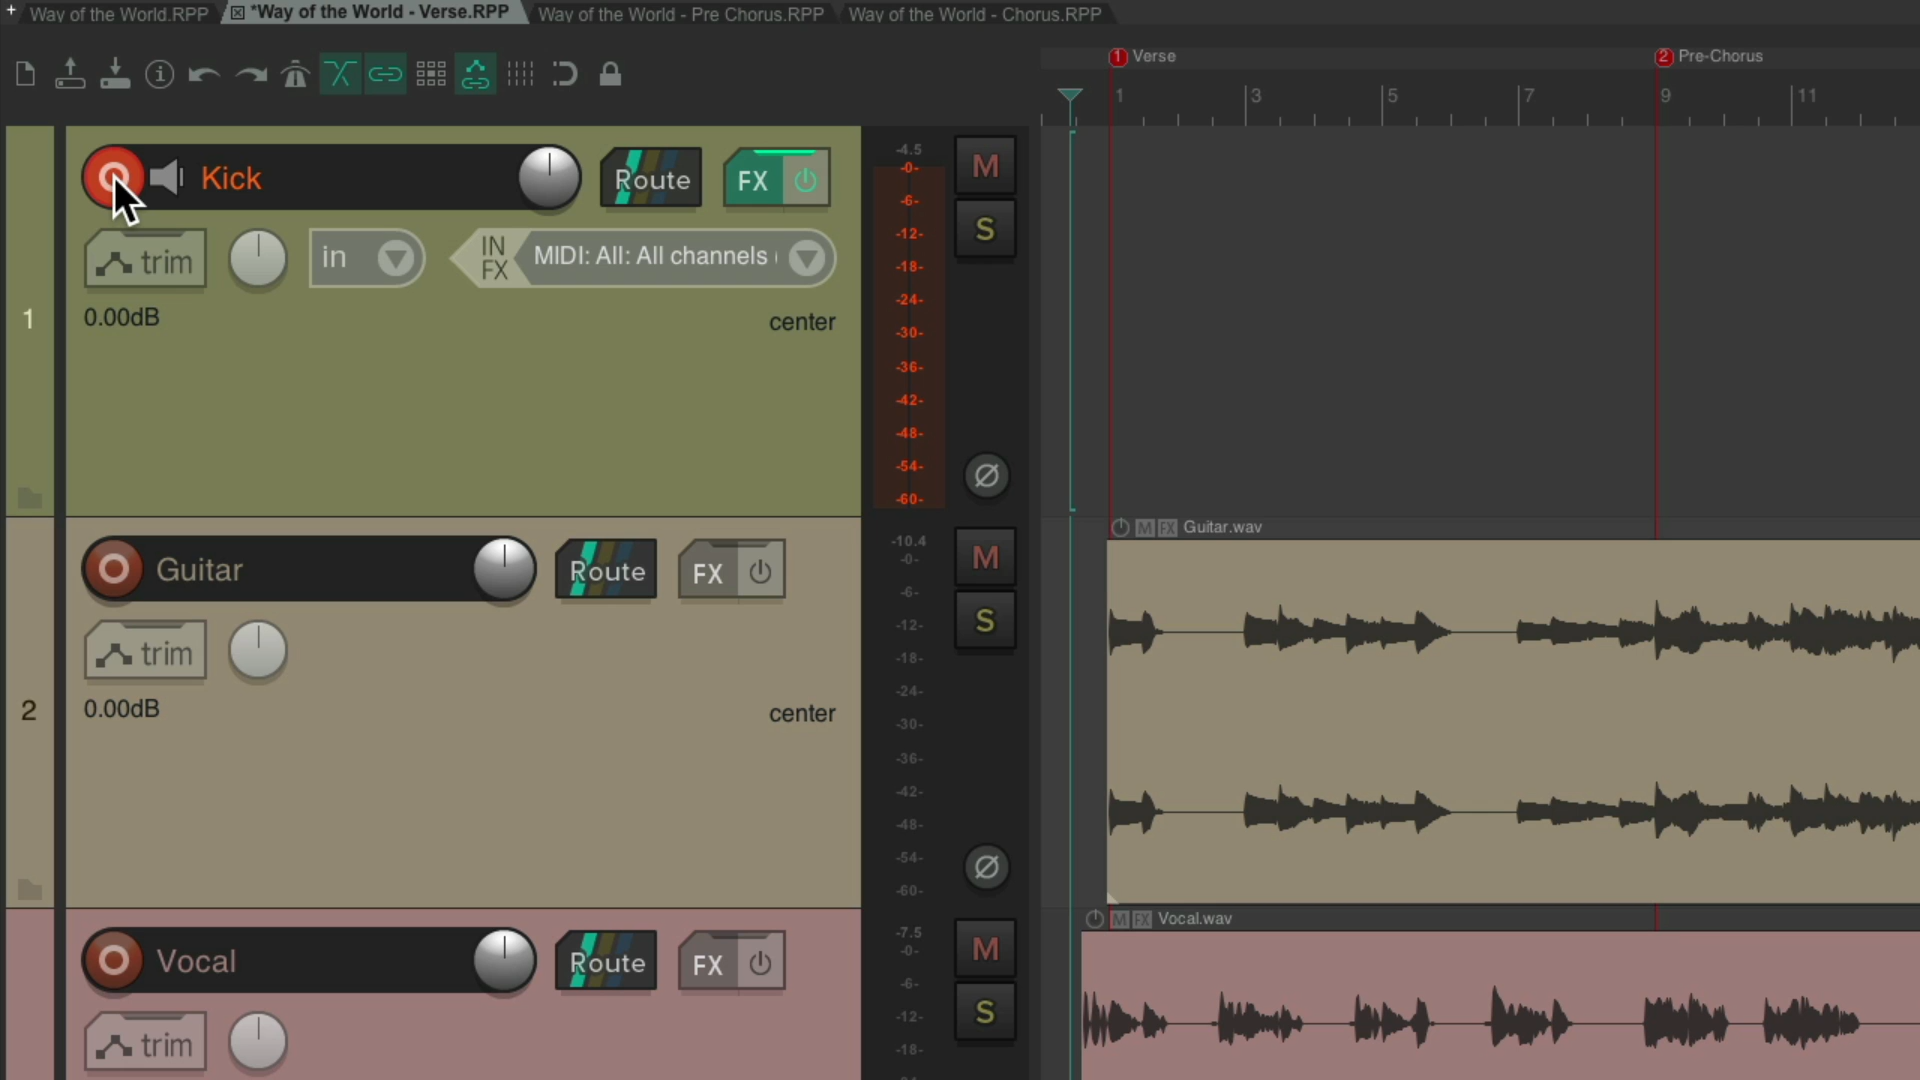 + Way of the World.RPP *Way of the World - Verse.RPP Way of the World - Pre Chorus.RPP Way of the World - Chorus.RPP
1 Verse 2 Pre-Chorus
1 3 5 7 9 11
1
Kick Route FX
trim in IN FX MIDI: All: All channels
0.00dB center
-4.5
-0-
-6-
-12-
-18-
-24-
-30-
-36-
-42-
-48-
-54-
-60-
M
S
Ø
2
Guitar Route FX
trim
0.00dB center
-10.4
-0-
-6-
-12-
-18-
-24-
-30-
-36-
-42-
-48-
-54-
-60-
M
S
Ø
M FX Guitar.wav
Vocal Route FX
trim
-7.5
-0-
-6-
-12-
-18-
M
S
M FX Vocal.wav